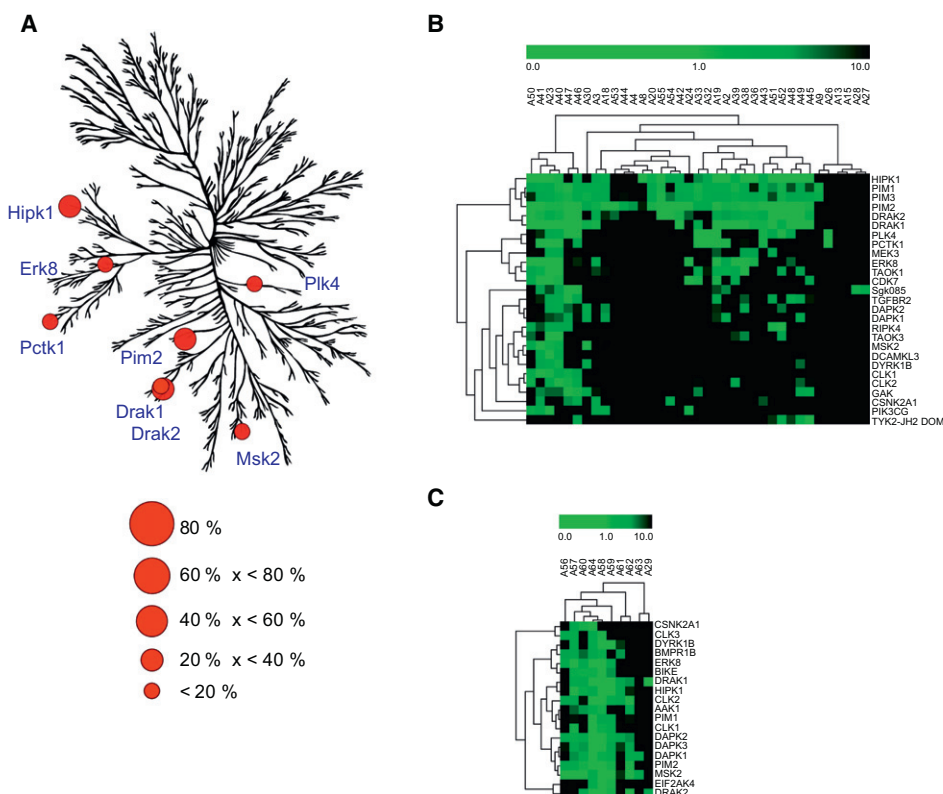 A
Hipk1
Erk8
Plk4
Pctk1
Pim2
Drak1
Drak2
Msk2
80 %
60 % x < 80 %
40 % x < 60 %
20 % x < 40 %
< 20 %
B
0.0 1.0 10.0
A50 A41 A23 A40 A47 A46 A30 A3 A18 A53 A44 A4 A8 A20 A55 A54 A42 A24 A33 A32 A19 A2 A39 A38 A36 A43 A51 A52 A48 A49 A45 A9 A26 A13 A15 A28 A27
HIPK1
PIM1
PIM3
PIM2
DRAK2
DRAK1
PLK4
PCTK1
MEK3
ERK8
TAOK1
CDK7
Sgk085
TGFBR2
DAPK2
DAPK1
RIPK4
TAOK3
MSK2
DCAMKL3
DYRK1B
CLK1
CLK2
GAK
CSNK2A1
PIK3CG
TYK2-JH2 DOM
C
0.0 1.0 10.0
A56 A57 A60 A64 A58 A59 A61 A62 A63 A29
CSNK2A1
CLK3
DYRK1B
BMPR1B
ERK8
BIKE
DRAK1
HIPK1
CLK2
AAK1
PIM1
CLK1
DAPK2
DAPK3
DAPK1
PIM2
MSK2
EIF2AK4
DRAK2